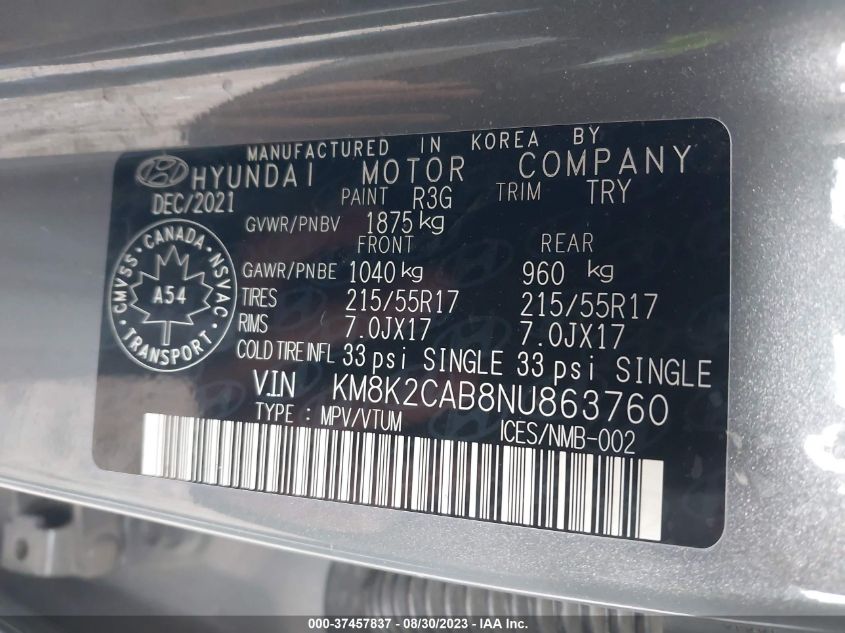 MANUFACTURED IN KOREA BY
HYUNDAI MOTOR COMPANY
DEC/2021 PAINT R3G TRIM TRY
GVWR/PNBV 1875 kg
FRONT REAR
GAWR/PNBE 1040 kg 960 kg
TIRES 215/55R17 215/55R17
RIMS 7.0JX17 7.0JX17
COLD TIRE INFL 33 psi SINGLE 33 psi SINGLE
V.I.N KM8K2CAB8NU863760
TYPE : MPV/VTUM ICES/NMB-002
CANADA
CMVSS NSVAC
A54
TRANSPORT
000-37457837 - 08/30/2023 - © IAA Inc.